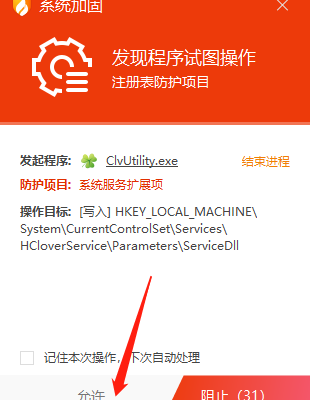 系统加固
发现程序试图操作
注册表防护项目
发起程序: ClvUtility.exe 结束进程
防护项目: 系统服务扩展项
操作目标: [写入] HKEY_LOCAL_MACHINE\
System\CurrentControlSet\Services\
HCloverService\Parameters\ServiceDll
记住本次操作，下次自动处理
允许 阻止（31）